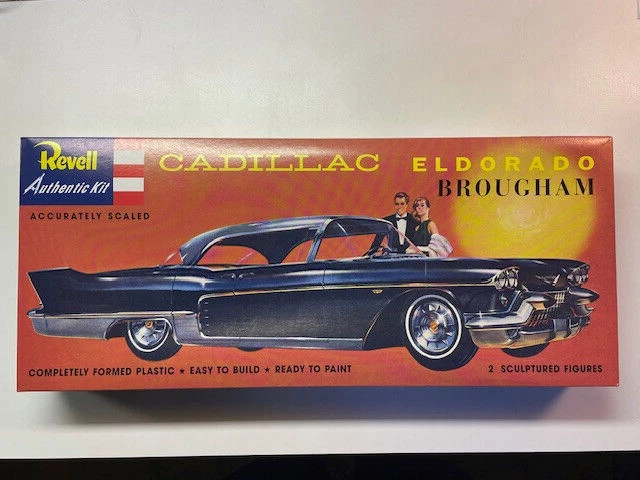 Revell
Authentic Kit
CADILLAC ELDORADO
BROUGHAM
ACCURATELY SCALED
COMPLETELY FORMED PLASTIC ★ EASY TO BUILD ★ READY TO PAINT
2 SCULPTURED FIGURES